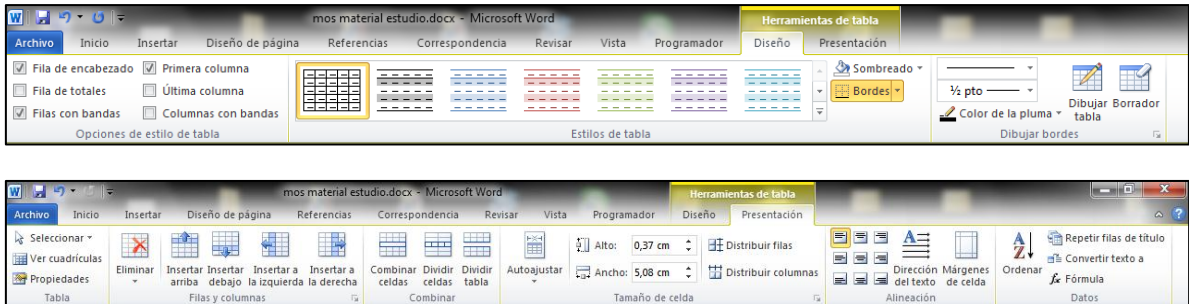 mos material estudio.docx - Microsoft Word
Herramientas de tabla
Archivo Inicio Insertar Diseño de página Referencias Correspondencia Revisar Vista Programador Diseño Presentación
Fila de encabezado Primera columna
Sombreado
Fila de totales Última columna
Bordes
½ pto
Filas con bandas Columnas con bandas
Color de la pluma
Dibujar tabla
Borrador
Opciones de estilo de tabla
Estilos de tabla
Dibujar bordes
mos material estudio.docx - Microsoft Word
Herramientas de tabla
Archivo Inicio Insertar Diseño de página Referencias Correspondencia Revisar Vista Programador Diseño Presentación
Seleccionar
Ver cuadrículas
Propiedades
Eliminar
Insertar arriba
Insertar debajo
Insertar a la izquierda
Insertar a la derecha
Combinar celdas
Dividir celdas
Dividir tabla
Autoajustar
Alto: 0,37 cm
Distribuir filas
Ancho: 5,08 cm
Distribuir columnas
Dirección del texto
Márgenes de celda
Ordenar
Repetir filas de título
Convertir texto a
Fórmula
Tabla
Filas y columnas
Combinar
Tamaño de celda
Alineación
Datos